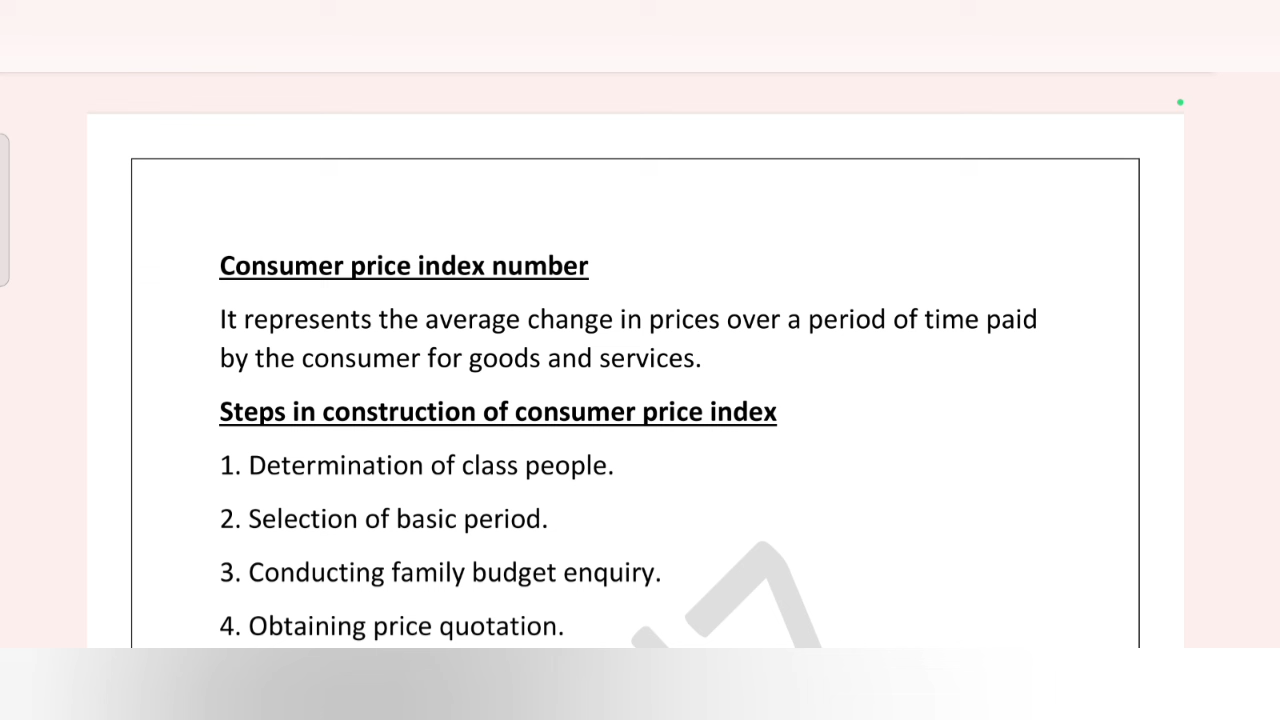 Consumer price index number
It represents the average change in prices over a period of time paid
by the consumer for goods and services.
Steps in construction of consumer price index
1. Determination of class people.
2. Selection of basic period.
3. Conducting family budget enquiry.
4. Obtaining price quotation.